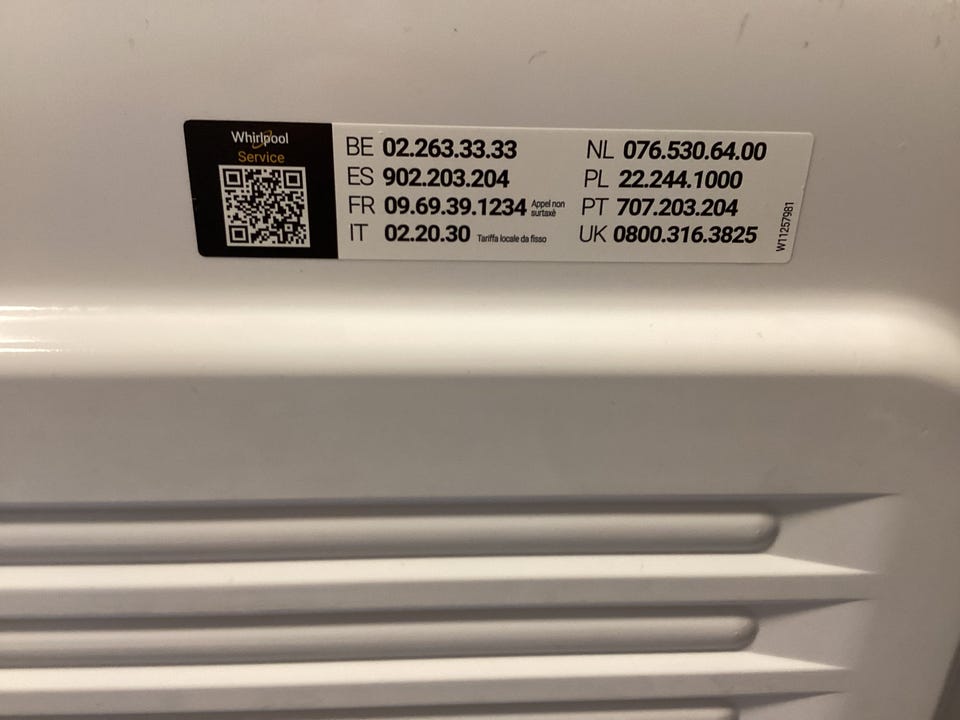 Whirlpool
Service
BE 02.263.33.33
ES 902.203.204
FR 09.69.39.1234 Appel non surtaxé
IT 02.20.30 Tariffa locale da fisso
NL 076.530.64.00
PL 22.244.1000
PT 707.203.204
UK 0800.316.3825
W11257981